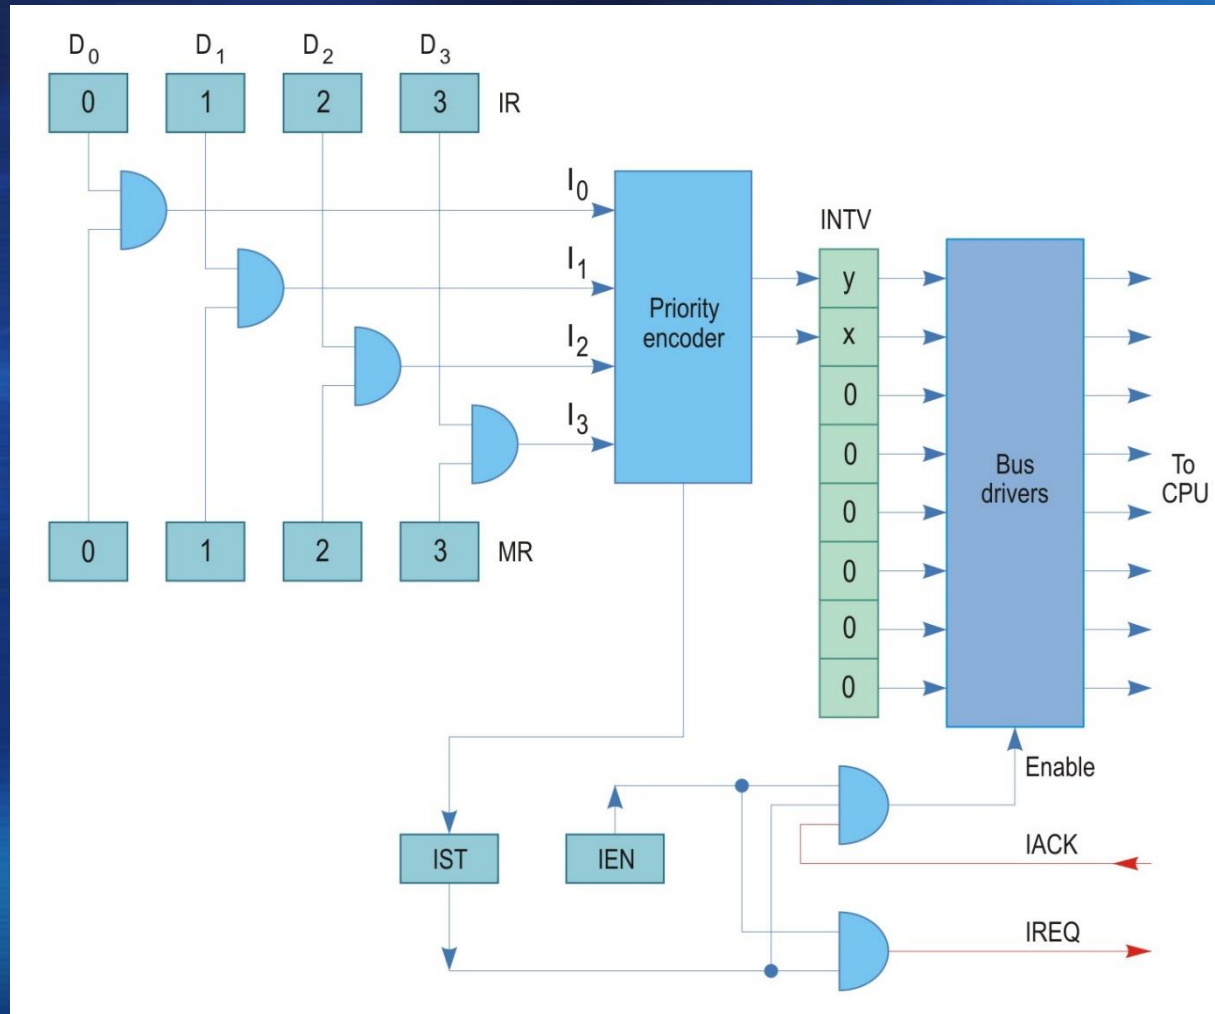 D0 D1 D2 D3
0 1 2 3 IR
I0
I1
I2
I3
Priority
encoder
INTV
y
x
0
0
0
0
0
0
Bus
drivers
To
CPU
0 1 2 3 MR
Enable
IST IEN
IACK
IREQ